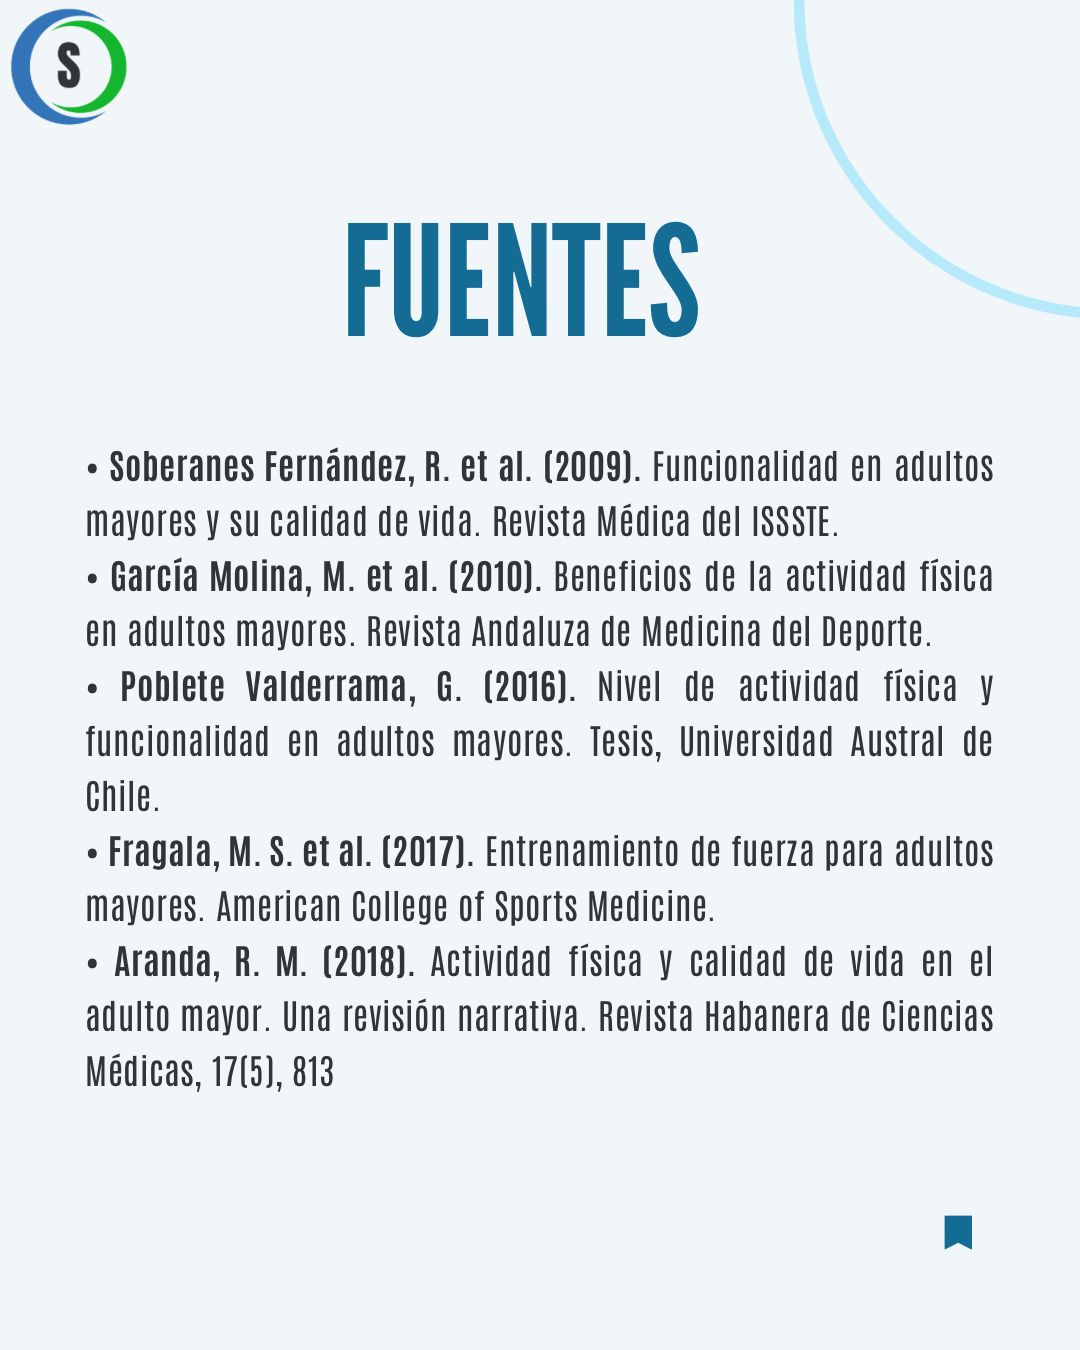 S
FUENTES
• Soberanes Fernández, R. et al. (2009). Funcionalidad en adultos
mayores y su calidad de vida. Revista Médica del ISSSTE.
• García Molina, M. et al. (2010). Beneficios de la actividad física
en adultos mayores. Revista Andaluza de Medicina del Deporte.
• Poblete Valderrama, G. (2016). Nivel de actividad física y
funcionalidad en adultos mayores. Tesis, Universidad Austral de
Chile.
• Fragala, M. S. et al. (2017). Entrenamiento de fuerza para adultos
mayores. American College of Sports Medicine.
• Aranda, R. M. (2018). Actividad física y calidad de vida en el
adulto mayor. Una revisión narrativa. Revista Habanera de Ciencias
Médicas, 17(5), 813